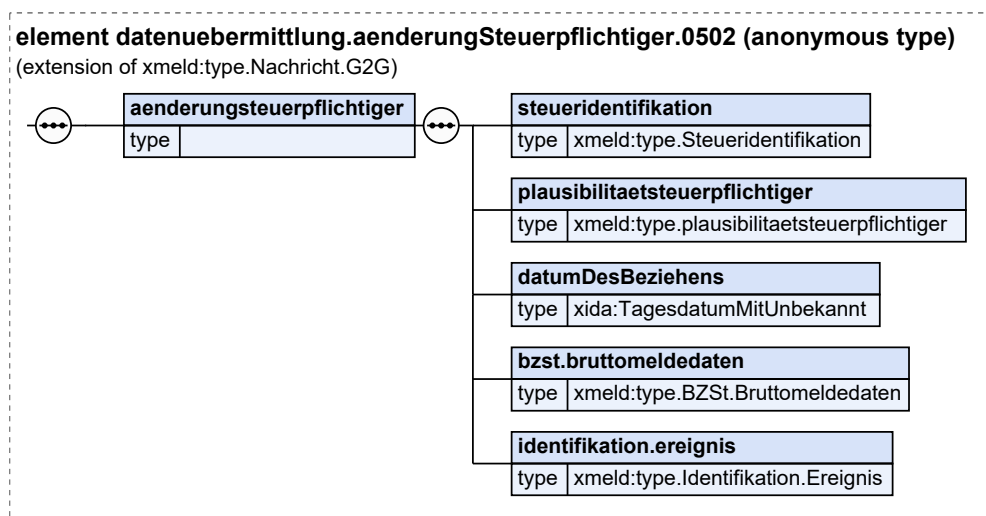 element datenuebermittlung.aenderungSteuerpflichtiger.0502 (anonymous type)
(extension of xmeld:type.Nachricht.G2G)
aenderungsteuerpflichtiger
type
steueridentifikation
type xmeld:type.Steueridentifikation
plausibilitaetsteuerpflichtiger
type xmeld:type.plausibilitaetsteuerpflichtiger
datumDesBeziehens
type xida:TagesdatumMitUnbekannt
bzst.bruttomeldedaten
type xmeld:type.BZSt.Bruttomeldedaten
identifikation.ereignis
type xmeld:type.Identifikation.Ereignis